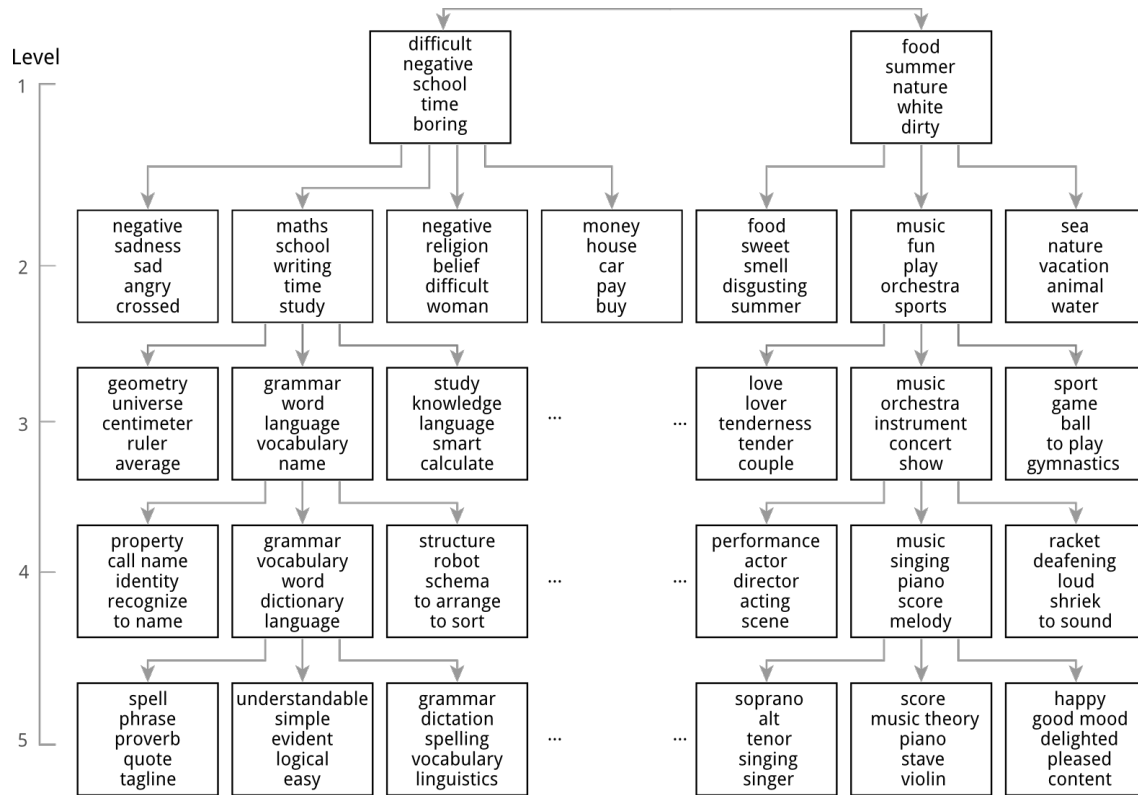 Level
1
difficult
negative
school
time
boring
food
summer
nature
white
dirty
2
negative
sadness
sad
angry
crossed
maths
school
writing
time
study
negative
religion
belief
difficult
woman
money
house
car
pay
buy
food
sweet
smell
disgusting
summer
music
fun
play
orchestra
sports
sea
nature
vacation
animal
water
3
geometry
universe
centimeter
ruler
average
grammar
word
language
vocabulary
name
study
knowledge
language
smart
calculate
...
...
love
lover
tenderness
tender
couple
music
orchestra
instrument
concert
show
sport
game
ball
to play
gymnastics
4
property
call name
identity
recognize
to name
grammar
vocabulary
word
dictionary
language
structure
robot
schema
to arrange
to sort
...
...
performance
actor
director
acting
scene
music
singing
piano
score
melody
racket
deafening
loud
shriek
to sound
5
spell
phrase
proverb
quote
tagline
understandable
simple
evident
logical
easy
grammar
dictation
spelling
vocabulary
linguistics
...
...
soprano
alt
tenor
singing
singer
score
music theory
piano
stave
violin
happy
good mood
delighted
pleased
content